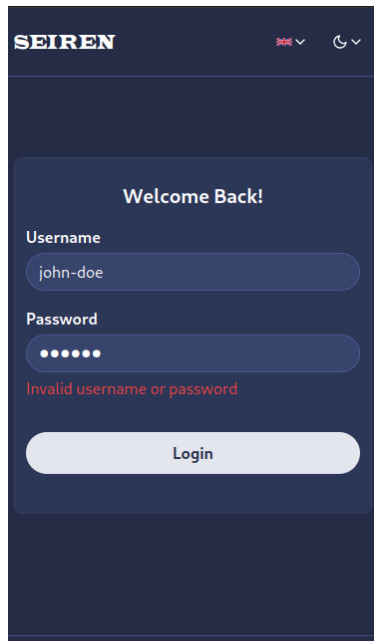 SEIREN
Welcome Back!
Username
john-doe
Password
••••••
Invalid username or password
Login